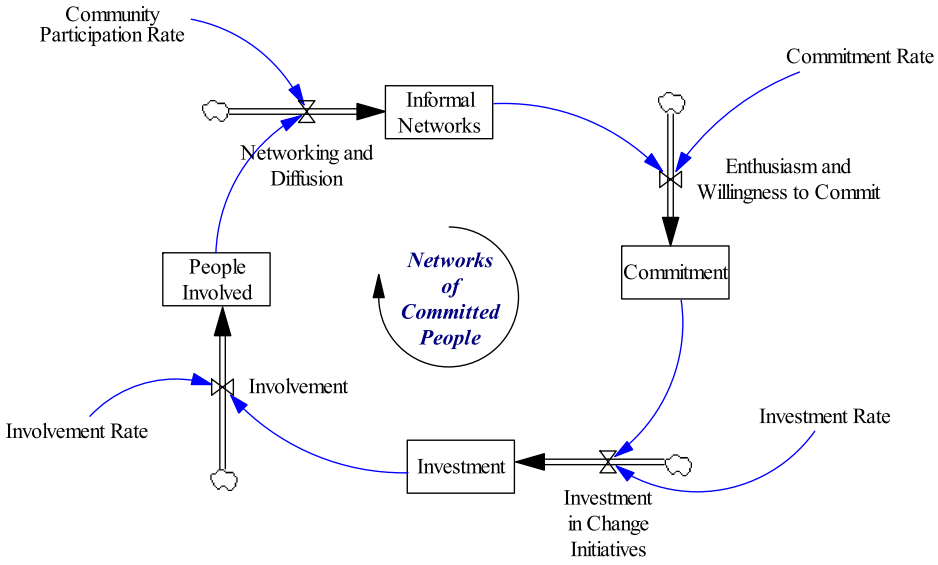 Community
Participation Rate
Commitment Rate
Informal
Networks
Networking and
Diffusion
Enthusiasm and
Willingness to Commit
People
Involved
Networks
of
Committed
People
Commitment
Involvement
Involvement Rate
Investment Rate
Investment
Investment
in Change
Initiatives